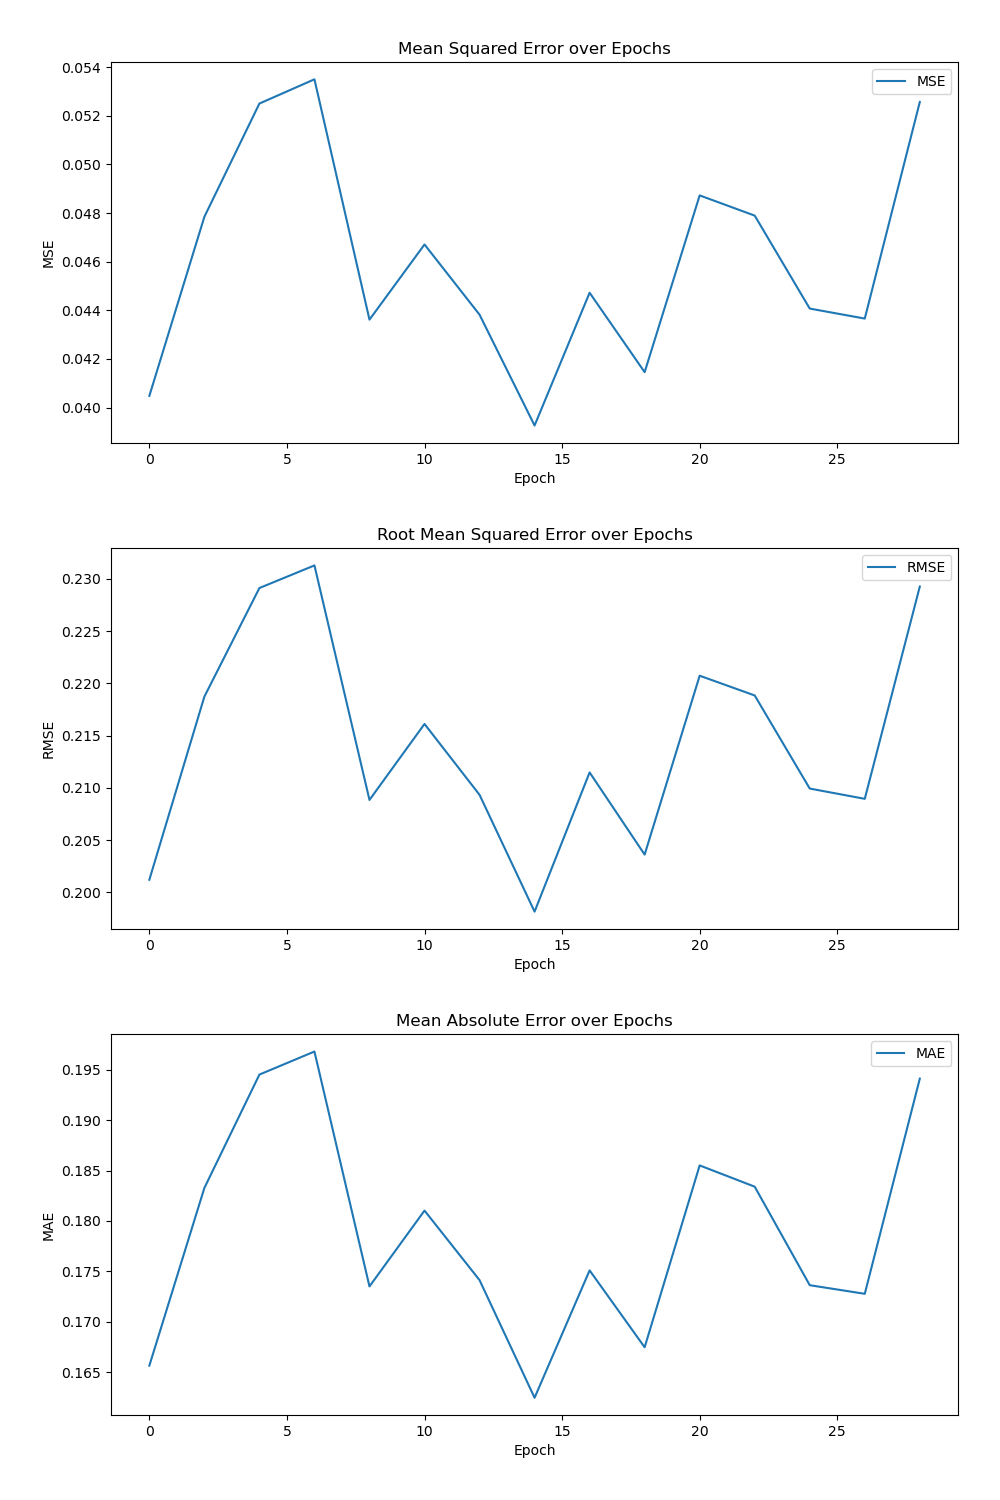 Mean Squared Error over Epochs
MSE
0.054
0.052
0.050
0.048
0.046
0.044
0.042
0.040
MSE
0 5 10 15 20 25
Epoch
Root Mean Squared Error over Epochs
RMSE
0.230
0.225
0.220
0.215
0.210
0.205
0.200
RMSE
0 5 10 15 20 25
Epoch
Mean Absolute Error over Epochs
MAE
0.195
0.190
0.185
0.180
0.175
0.170
0.165
MAE
0 5 10 15 20 25
Epoch